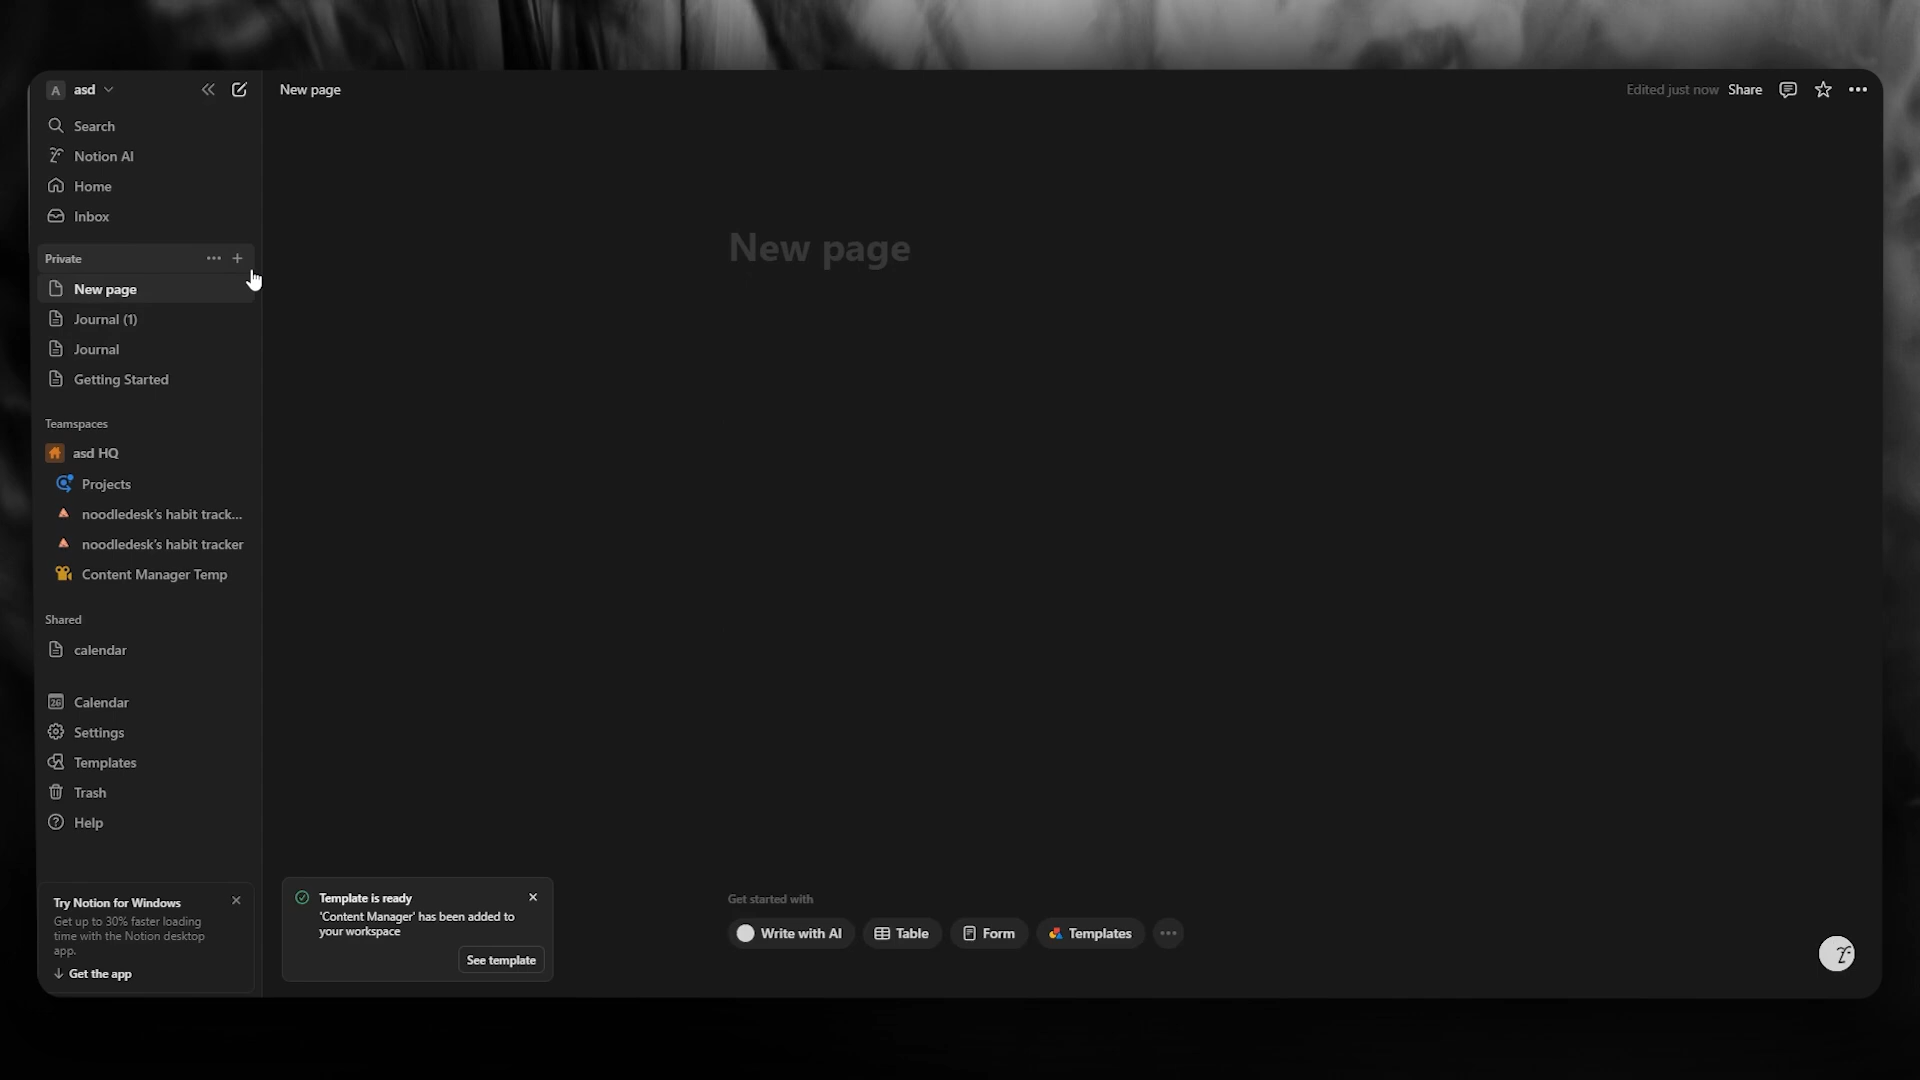 A asd
New page
Edited just now Share
Search
Notion AI
Home
Inbox
Private
New page
Journal (1)
Journal
Getting Started
Teamspaces
asd HQ
Projects
noodledesk's habit track...
noodledesk's habit tracker
Content Manager Temp
Shared
calendar
26 Calendar
Settings
Templates
Trash
Help
Try Notion for Windows
Get up to 30% faster loading
time with the Notion desktop
app.
Get the app
New page
Template is ready
'Content Manager' has been added to
your workspace
See template
Get started with
Write with AI
Table
Form
Templates